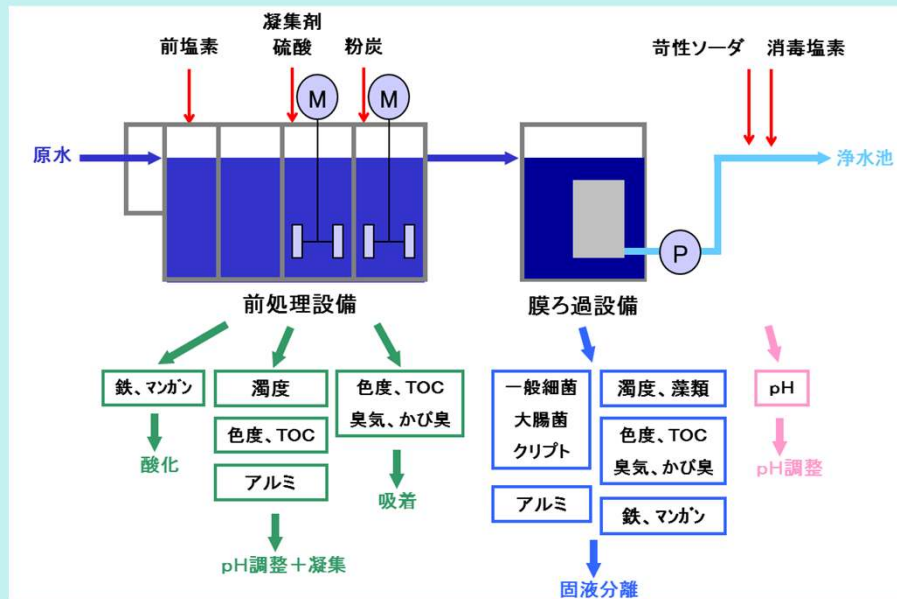 前塩素
凝集剤
硫酸
粉炭
苛性ソーダ
消毒塩素
M
M
原水
浄水池
P
前処理設備
膜ろ過設備
鉄、マンガン
酸化
濁度
色度、TOC
アルミ
pH調整＋凝集
色度、TOC
臭気、かび臭
吸着
一般細菌
大腸菌
クリプト
アルミ
濁度、藻類
色度、TOC
臭気、かび臭
鉄、マンガン
固液分離
pH
pH調整